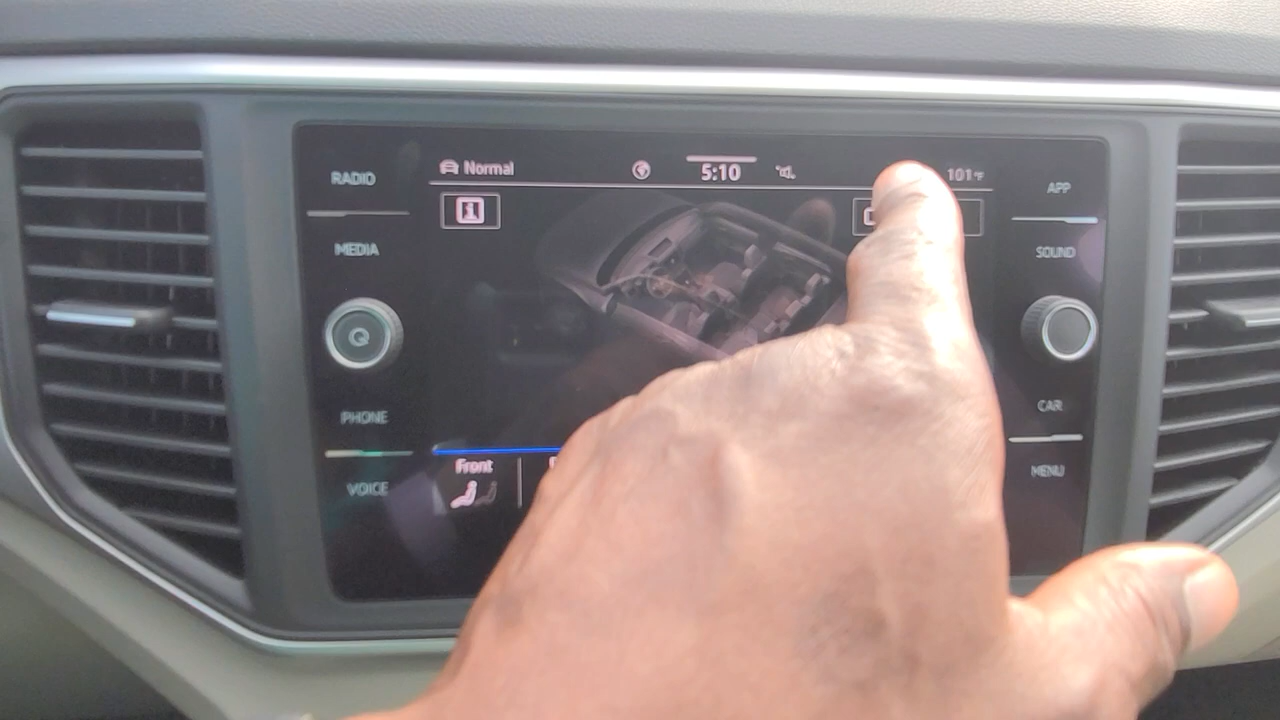 RADIO
MEDIA
PHONE
VOICE
Normal
5:10
101°F
Front
APP
SOUND
CAR
MENU